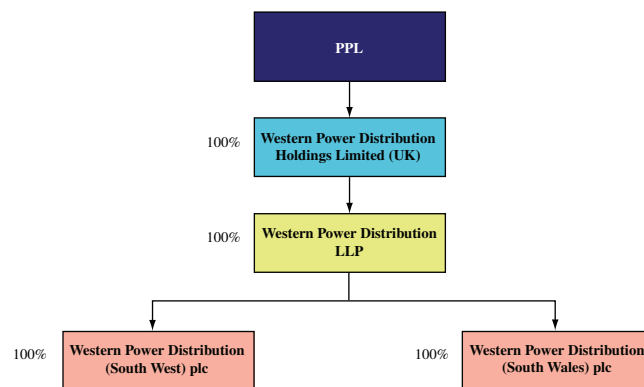 PPL
100%
Western Power Distribution
Holdings Limited (UK)
100%
Western Power Distribution
LLP
100%
Western Power Distribution
(South West) plc
100%
Western Power Distribution
(South Wales) plc